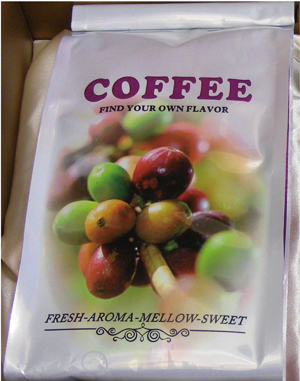 COFFEE
FIND YOUR OWN FLAVOR
FRESH-AROMA-MELLOW-SWEET